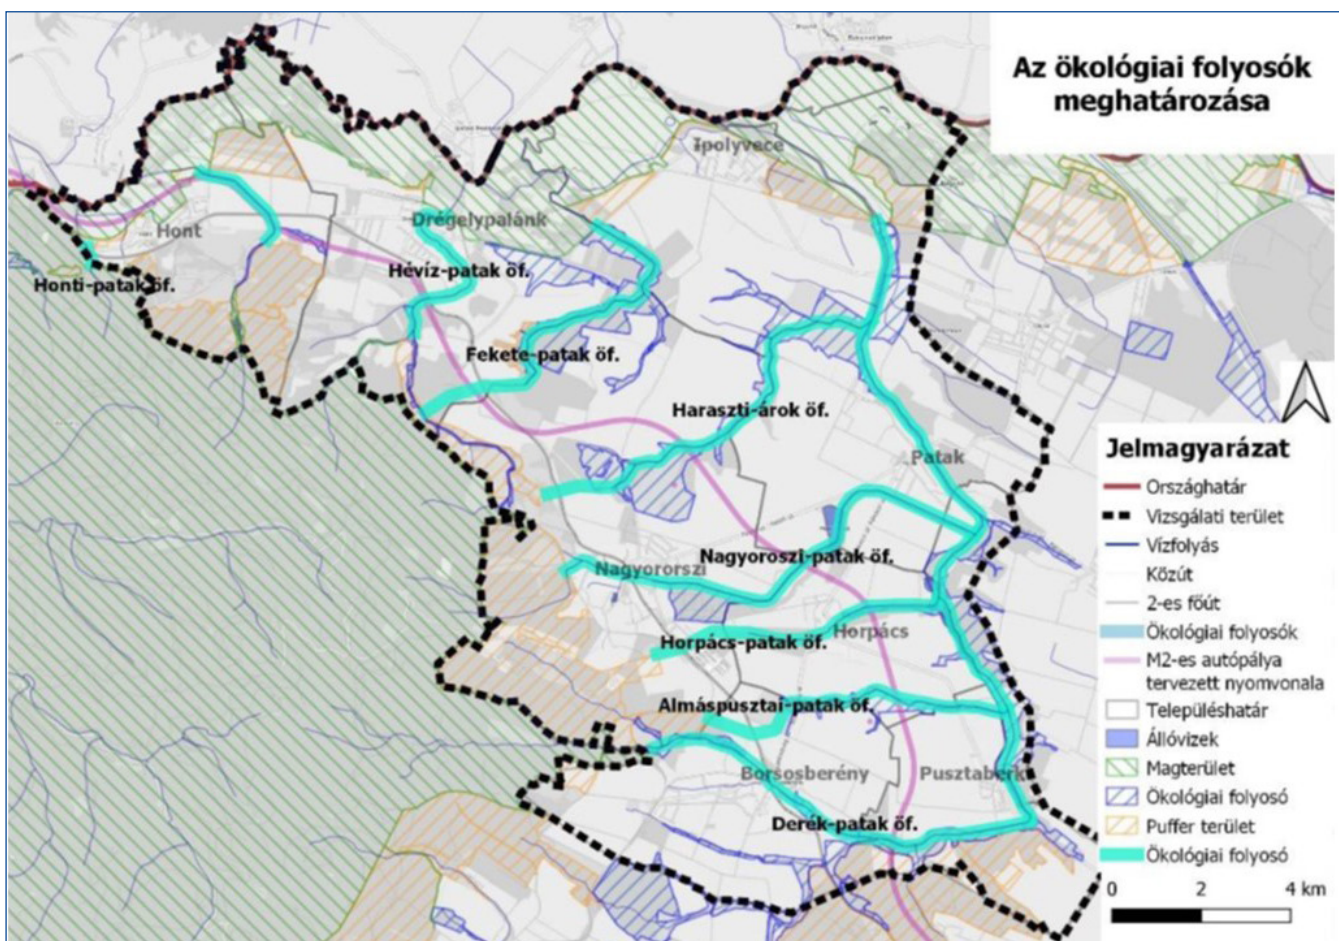 Az ökológiai folyosók
meghatározása
Ipolyvece
Drégelypalánk
Hont
Hévíz-patak öf.
Honti-patak öf.
Fekete-patak öf.
Haraszti-árok öf.
Patak
Nagyoroszi-patak öf.
Nagyororszi
Horpács
Horpács-patak öf.
Almáspusztai-patak öf.
Borsosberény
Pusztaberk
Derék-patak öf.
Jelmagyarázat
Országhatár
Vizsgálati terület
Vízfolyás
Közút
2-es főút
Ökológiai folyosók
M2-es autópálya
tervezett nyomvonala
Településhatár
Állóvizek
Magterület
Ökológiai folyosó
Puffer terület
Ökológiai folyosó
0 2 4 km